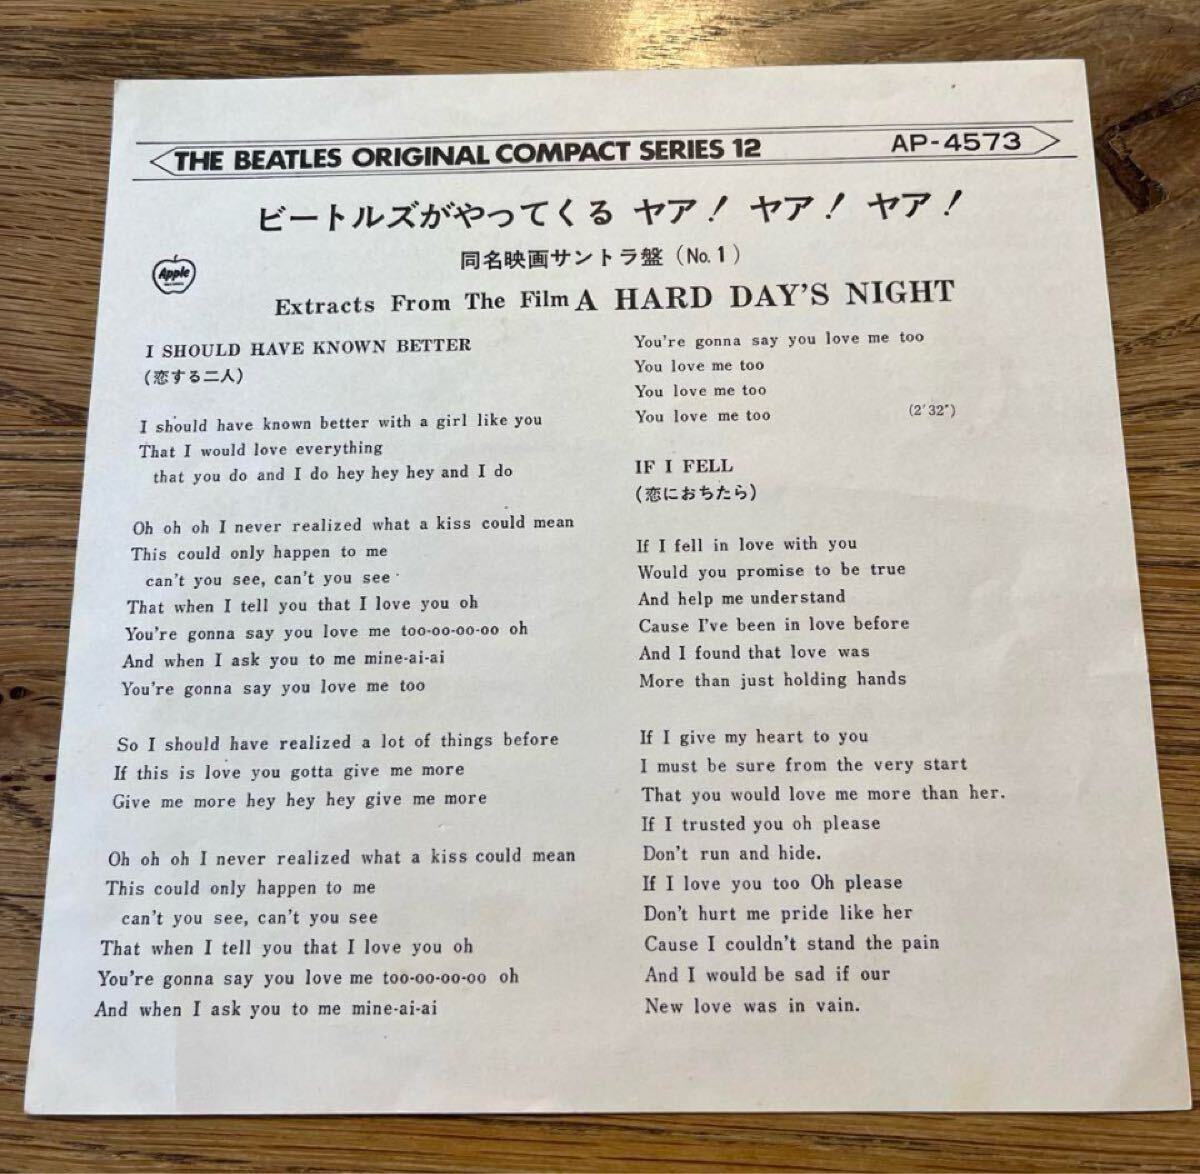 THE BEATLES ORIGINAL COMPACT SERIES 12 AP-4573
ビートルズがやってくる ヤア! ヤア! ヤア!
同名映画サントラ盤（No.1）
Apple
Extracts From The Film A HARD DAY'S NIGHT
I SHOULD HAVE KNOWN BETTER
(恋する二人)
I should have known better with a girl like you
That I would love everything
that you do and I do hey hey hey and I do
Oh oh oh I never realized what a kiss could mean
This could only happen to me
can't you see, can't you see
That when I tell you that I love you oh
You're gonna say you love me too-oo-oo-oo oh
And when I ask you to me mine-ai-ai
You're gonna say you love me too
So I should have realized a lot of things before
If this is love you gotta give me more
Give me more hey hey hey give me more
Oh oh oh I never realized what a kiss could mean
This could only happen to me
can't you see, can't you see
That when I tell you that I love you oh
You're gonna say you love me too-oo-oo-oo oh
And when I ask you to me mine-ai-ai
You're gonna say you love me too
You love me too
You love me too
You love me too (2'32")
IF I FELL
(恋におちたら)
If I fell in love with you
Would you promise to be true
And help me understand
Cause I've been in love before
And I found that love was
More than just holding hands
If I give my heart to you
I must be sure from the very start
That you would love me more than her.
If I trusted you oh please
Don't run and hide.
If I love you too Oh please
Don't hurt me pride like her
Cause I couldn't stand the pain
And I would be sad if our
New love was in vain.